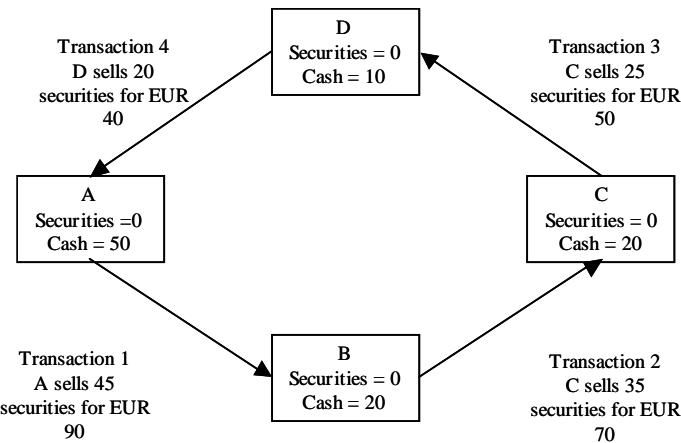 D
Securities = 0
Cash = 10
Transaction 4
D sells 20
securities for EUR
40
Transaction 3
C sells 25
securities for EUR
50
A
Securities =0
Cash = 50
C
Securities = 0
Cash = 20
B
Securities = 0
Cash = 20
Transaction 1
A sells 45
securities for EUR
90
Transaction 2
C sells 35
securities for EUR
70